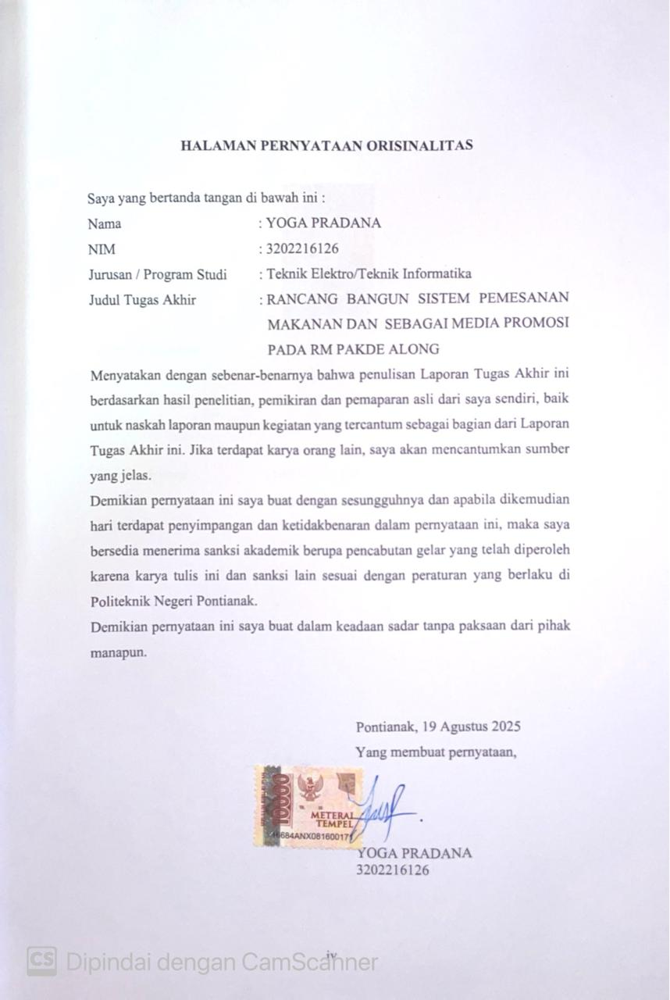 HALAMAN PERNYATAAN ORISINALITAS
Saya yang bertanda tangan di bawah ini :
Nama : YOGA PRADANA
NIM : 3202216126
Jurusan / Program Studi : Teknik Elektro/Teknik Informatika
Judul Tugas Akhir : RANCANG BANGUN SISTEM PEMESANAN
MAKANAN DAN SEBAGAI MEDIA PROMOSI
PADA RM PAKDE ALONG
Menyatakan dengan sebenar-benarnya bahwa penulisan Laporan Tugas Akhir ini
berdasarkan hasil penelitian, pemikiran dan pemaparan asli dari saya sendiri, baik
untuk naskah laporan maupun kegiatan yang tercantum sebagai bagian dari Laporan
Tugas Akhir ini. Jika terdapat karya orang lain, saya akan mencantumkan sumber
yang jelas.
Demikian pernyataan ini saya buat dengan sesungguhnya dan apabila dikemudian
hari terdapat penyimpangan dan ketidakbenaran dalam pernyataan ini, maka saya
bersedia menerima sanksi akademik berupa pencabutan gelar yang telah diperoleh
karena karya tulis ini dan sanksi lain sesuai dengan peraturan yang berlaku di
Politeknik Negeri Pontianak.
Demikian pernyataan ini saya buat dalam keadaan sadar tanpa paksaan dari pihak
manapun.
Pontianak, 19 Agustus 2025
Yang membuat pernyataan,
10000
METERAI
TEMPEL
YOGA PRADANA
3202216126
iv
CS Dipindai dengan CamScanner